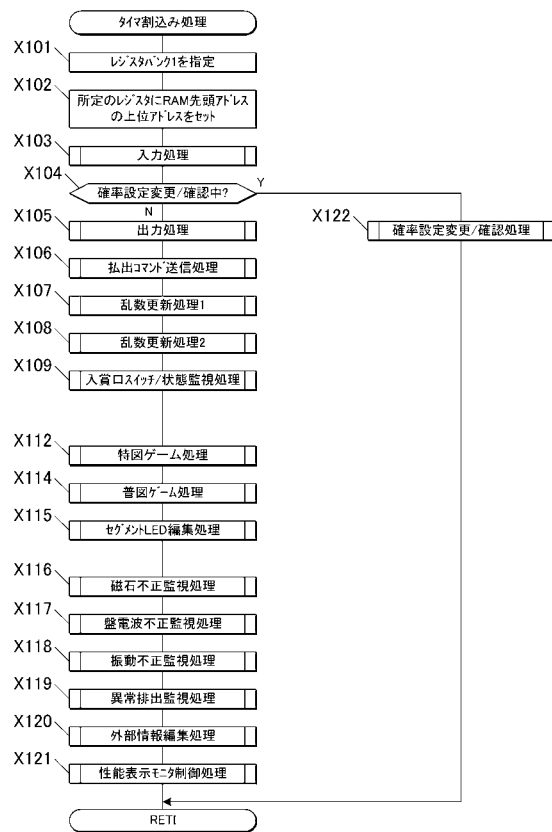 タイマ割込み処理
X101
レジスタバンク1を指定
X102
所定のレジスタにRAM先頭アドレス
の上位アドレスをセット
X103
入力処理
X104
確率設定変更/確認中?
Y
N
X105
出力処理
X122
確率設定変更/確認処理
X106
払出コマンド送信処理
X107
乱数更新処理1
X108
乱数更新処理2
X109
入賞口スイッチ/状態監視処理
X112
特図ゲーム処理
X114
普図ゲーム処理
X115
セグメントLED編集処理
X116
磁石不正監視処理
X117
盤電波不正監視処理
X118
振動不正監視処理
X119
異常排出監視処理
X120
外部情報編集処理
X121
性能表示モニタ制御処理
RETI